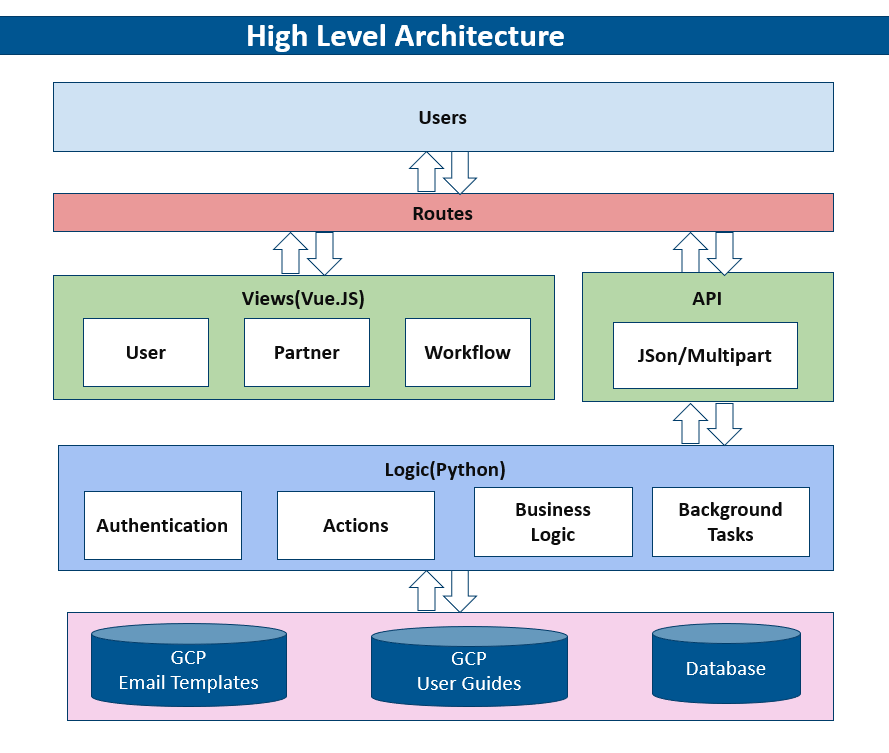 High Level Architecture
Users
Routes
Views(Vue.JS)
User
Partner
Workflow
API
JSon/Multipart
Logic(Python)
Authentication
Actions
Business
Logic
Background
Tasks
GCP
Email Templates
GCP
User Guides
Database